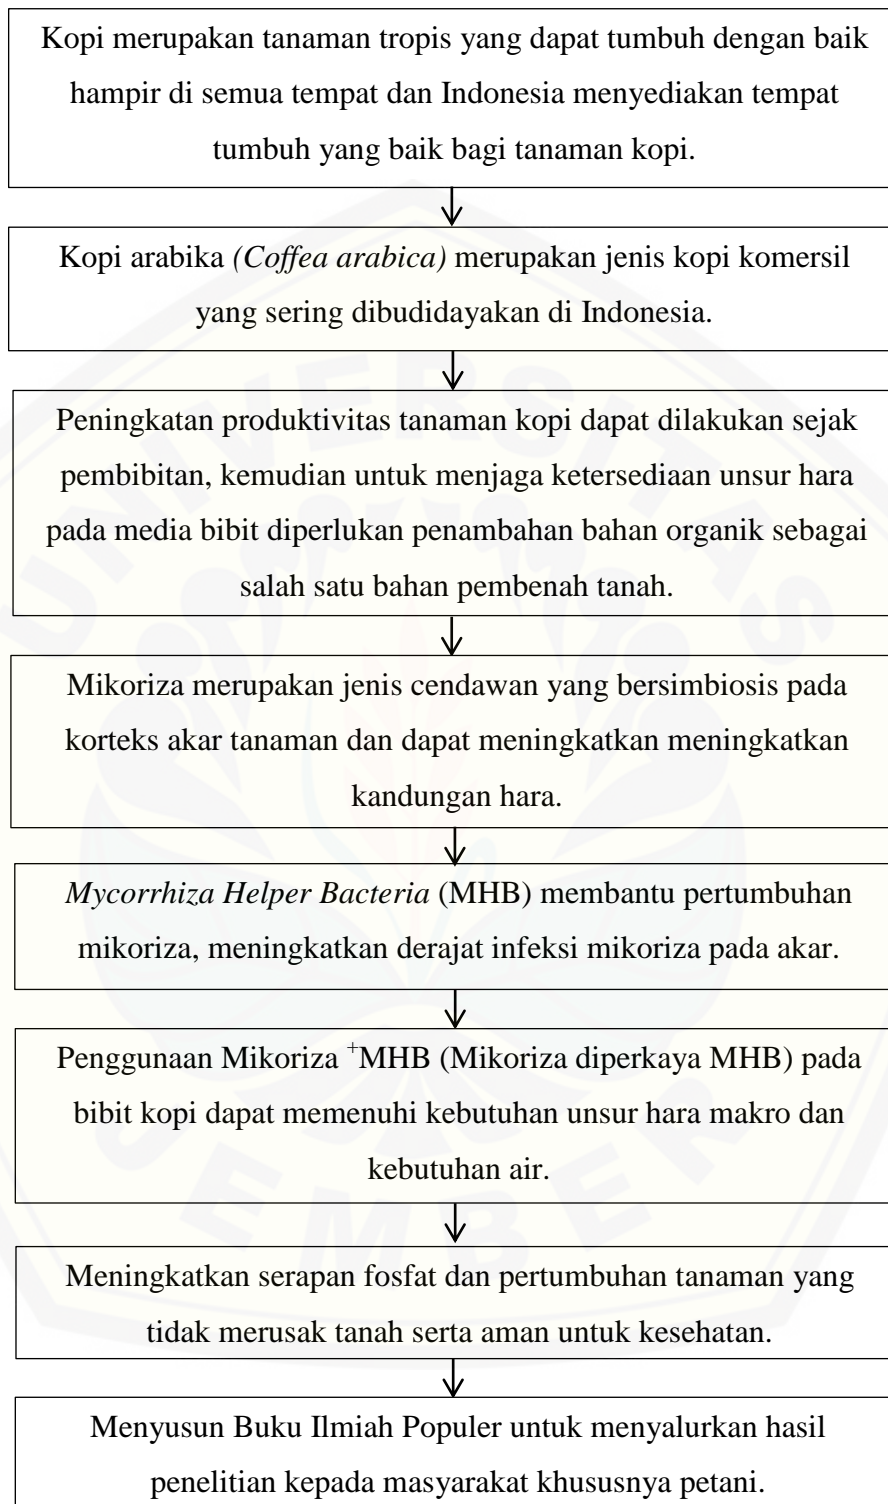 Kopi merupakan tanaman tropis yang dapat tumbuh dengan baik
hampir di semua tempat dan Indonesia menyediakan tempat
tumbuh yang baik bagi tanaman kopi.
Kopi arabika (Coffea arabica) merupakan jenis kopi komersil
yang sering dibudidayakan di Indonesia.
Peningkatan produktivitas tanaman kopi dapat dilakukan sejak
pembibitan, kemudian untuk menjaga ketersediaan unsur hara
pada media bibit diperlukan penambahan bahan organik sebagai
salah satu bahan pembenah tanah.
Mikoriza merupakan jenis cendawan yang bersimbiosis pada
korteks akar tanaman dan dapat meningkatkan meningkatkan
kandungan hara.
Mycorrhiza Helper Bacteria (MHB) membantu pertumbuhan
mikoriza, meningkatkan derajat infeksi mikoriza pada akar.
Penggunaan Mikoriza +MHB (Mikoriza diperkaya MHB) pada
bibit kopi dapat memenuhi kebutuhan unsur hara makro dan
kebutuhan air.
Meningkatkan serapan fosfat dan pertumbuhan tanaman yang
tidak merusak tanah serta aman untuk kesehatan.
Menyusun Buku Ilmiah Populer untuk menyalurkan hasil
penelitian kepada masyarakat khususnya petani.
UNIVERSITAS
JEMBER